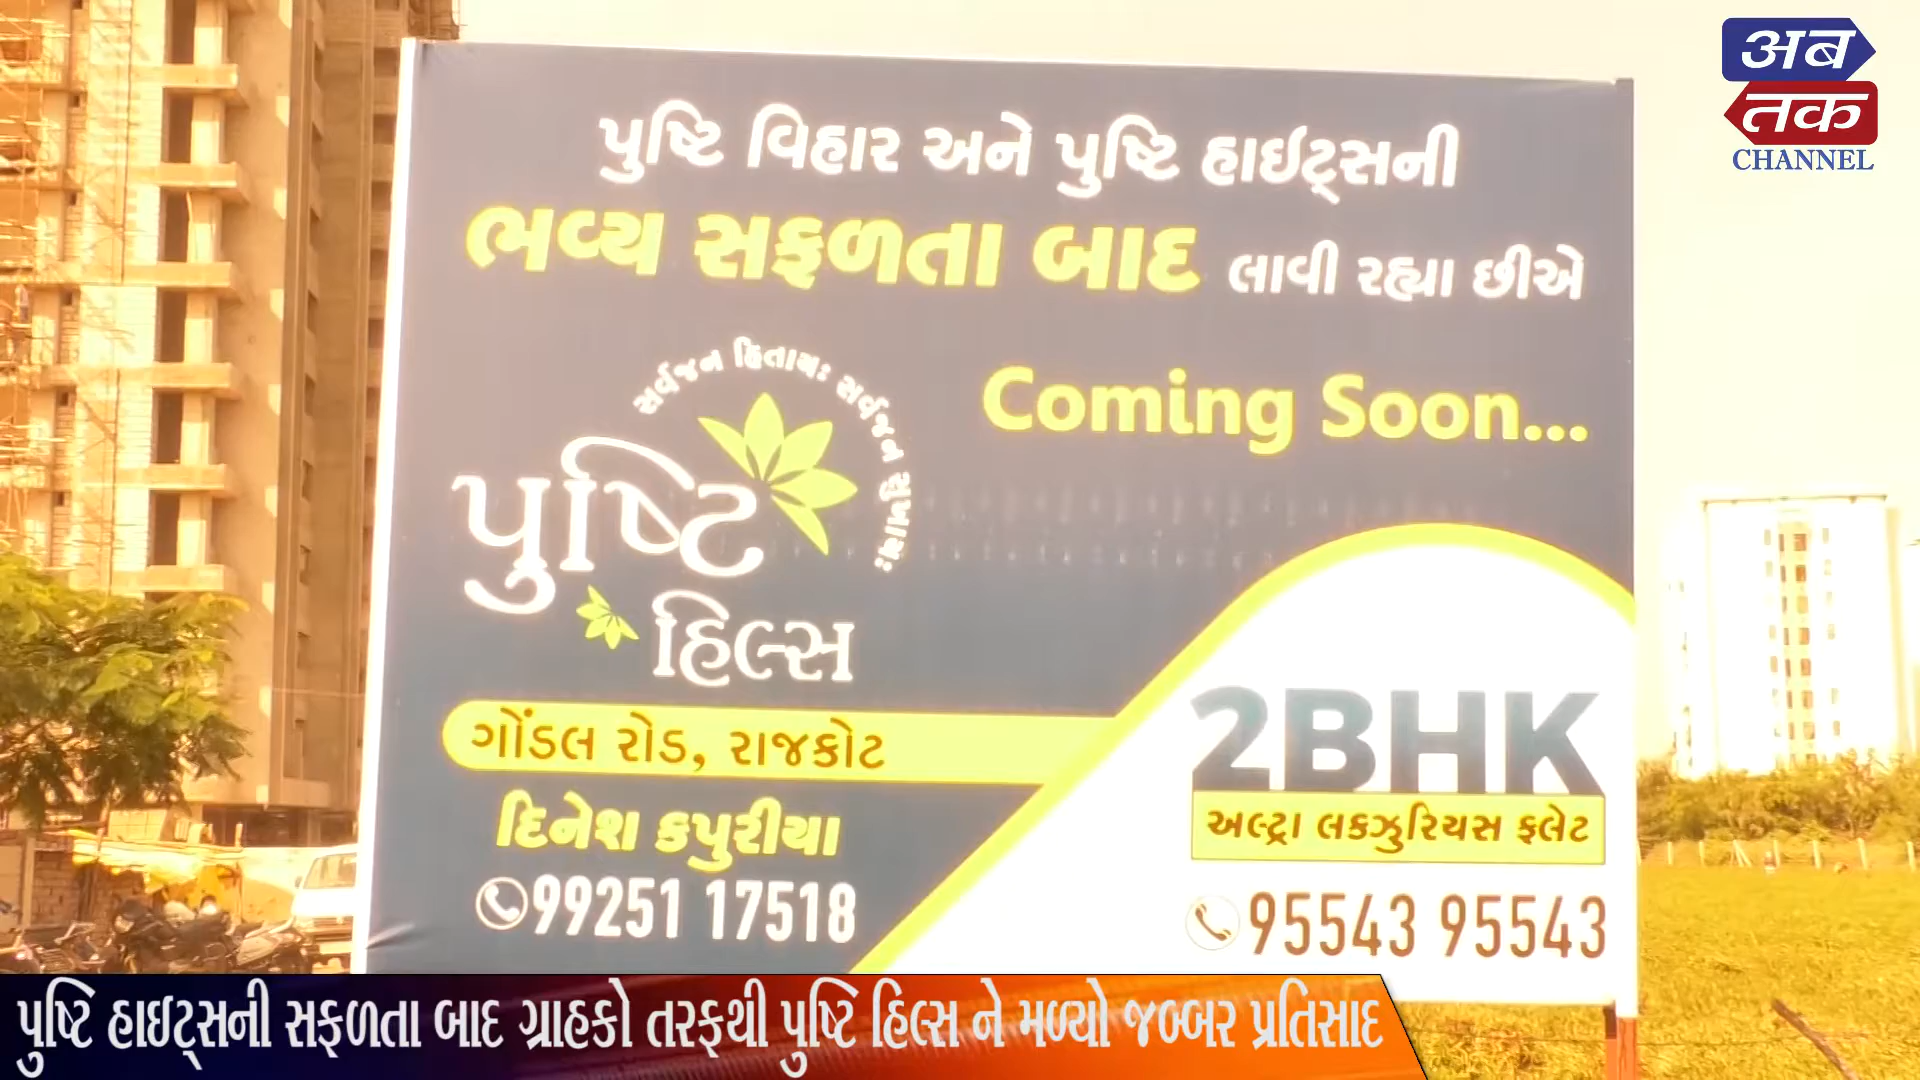 अब
तक
CHANNEL
પુષ્ટિ વિહાર અને પુષ્ટિ હાઈટ્સની
ભવ્ય સફળતા બાદ લાવી રહ્યા છીએ
સર્વજન હિતાયઃ સર્વજન સુખાયઃ
Coming Soon...
પુષ્ટિ
હિલ્સ
ગોંડલ રોડ, રાજકોટ
દિનેશ કપુરીયા
99251 17518
2BHK
અલ્ટ્રા લકઝુરિયસ ફ્લેટ
95543 95543
પુષ્ટિ હાઇટ્સની સફળતા બાદ ગ્રાહકો તરફથી પુષ્ટિ હિલ્સ ને મળ્યો જબ્બર પ્રતિસાદ